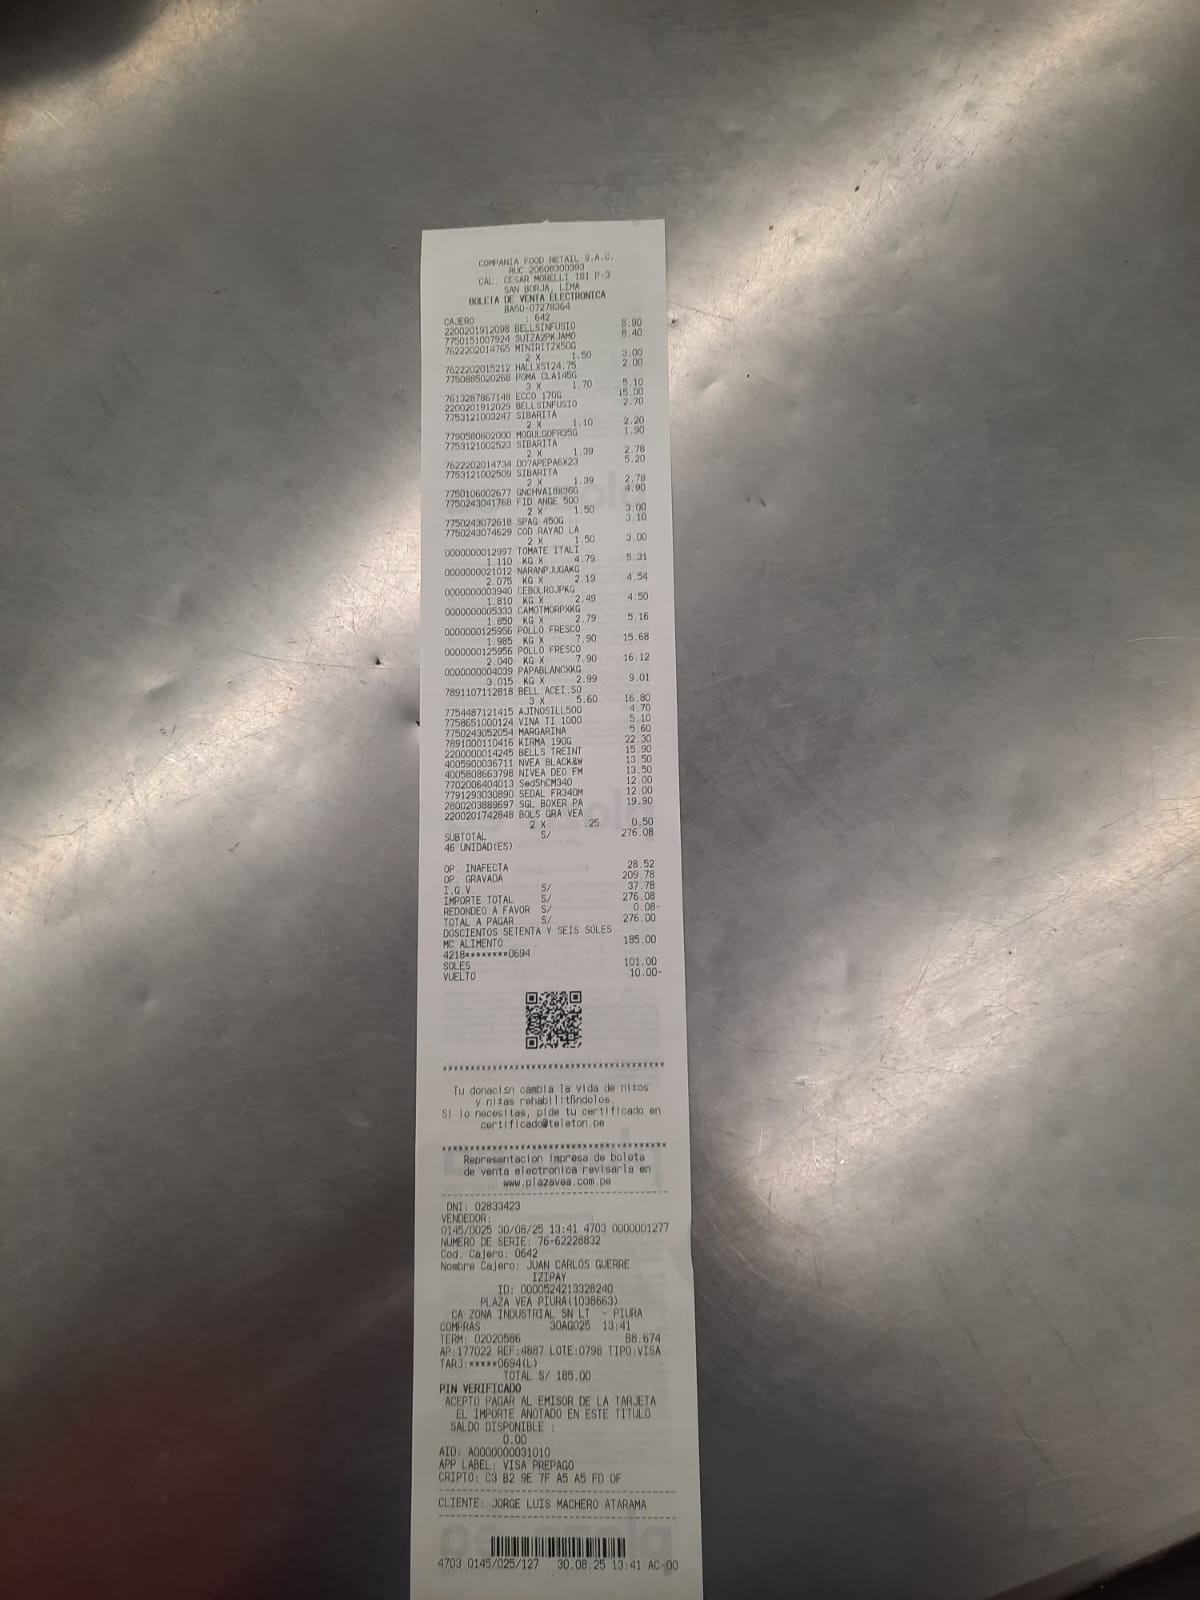 COMPANIA FOOD RETAIL S.A.C.
RUC 20608300393
CAL. CESAR MORELLI 181 P-3
SAN BORJA, LIMA
BOLETA DE VENTA ELECTRONICA
BA60-07278364
CAJERO : 642
2200201912098 BELLSINFUSIO 8.90
7750151007924 SUIZA2PKJAMO 8.40
7622202014765 MINIRITZX50G
2 X 1.50 3.00
7622202015212 HALLXS124.75 2.00
7750885020268 POMA CLA145G
3 X 1.70 5.10
7613287867148 ECCO 170G 15.00
2200201912029 BELLSINFUSIO 2.70
7753121003247 SIBARITA
2 X 1.10 2.20
7790580602000 MOGULGOFR35G 1.90
7753121002523 SIBARITA
2 X 1.39 2.78
7622202014734 DO?APEPA6X23 5.20
7753121002509 SIBARITA
2 X 1.39 2.78
7750106002677 GNCHVAI8X36G 4.90
7750243041768 FID ANGE 500
2 X 1.50 3.00
7750243072618 SPAG 450G 3.10
7750243074629 COD RAYAD LA
2 X 1.50 3.00
0000000012997 TOMATE ITALI
1.110 KG X 4.79 5.31
0000000021012 NARANPJUGAKG
2.075 KG X 2.19 4.54
0000000003940 CEBOLROJPKG
1.810 KG X 2.49 4.50
0000000005333 CAMOTMORPXKG
1.850 KG X 2.79 5.16
0000000125956 POLLO FRESCO
1.985 KG X 7.90 15.68
0000000125956 POLLO FRESCO
2.040 KG X 7.90 16.12
0000000004039 PAPABLANCXKG
3.015 KG X 2.99 9.01
7891107112818 BELL.ACEI.SO
3 X 5.60 16.80
7754487121415 AJINOSILL500 4.70
7758651000124 VINA TI 1000 5.10
7750243052054 MARGARINA 5.60
7891000110416 KIRMA 190G 22.30
2200000014245 BELLS TREINT 15.90
4005900036711 NVEA BLACK&W 13.50
4005808663798 NIVEA DEO FM 13.50
7702006404013 SedShCM340 12.00
7791293030890 SEDAL FR340M 12.00
2800203889697 SGL BOXER PA 19.90
2200201742848 BOLS GRA VEA
2 X .25 0.50
SUBTOTAL S/ 276.08
46 UNIDAD(ES)
OP. INAFECTA 28.52
OP. GRAVADA 209.78
I.G.V. S/ 37.78
IMPORTE TOTAL S/ 276.08
REDONDEO A FAVOR S/ 0.08-
TOTAL A PAGAR S/ 276.00
DOSCIENTOS SETENTA Y SEIS SOLES
MC ALIMENTO 185.00
4218********0694
SOLES 101.00
VUELTO 10.00-
****************************************
Tu donacisn cambia la vida de niτos
y niτas rehabilitßndolos.
Si lo necesitas, pide tu certificado en
certificado@teleton.pe
****************************************
Representacion impresa de boleta
de venta electronica revisarla en
www.plazavea.com.pe
----------------------------------------
DNI: 02833423
VENDEDOR:
0145/0025 30/08/25 13:41 4703 0000001277
NUMERO DE SERIE: 76-62228832
Cod. Cajero: 0642
Nombre Cajero: JUAN CARLOS GUERRE
IZIPAY
ID: 0000524213328240
PLAZA VEA PIURA(1038663)
CA ZONA INDUSTRIAL SN LT - PIURA
COMPRAS 30AGO25 13:41
TERM: 02020586 B8.674
AP:177022 REF:4887 LOTE:0798 TIPO:VISA
TARJ:*****0694(L)
TOTAL S/ 185.00
PIN VERIFICADO
ACEPTO PAGAR AL EMISOR DE LA TARJETA
EL IMPORTE ANOTADO EN ESTE TITULO
SALDO DISPONIBLE :
0.00
AID: A0000000031010
APP LABEL: VISA PREPAGO
CRIPTO: C3 B2 9E 7F A5 A5 FD 0F
----------------------------------------
CLIENTE: JORGE LUIS MACHERO ATARAMA
----------------------------------------
4703 0145/025/127 30.08.25 13:41 AC-00